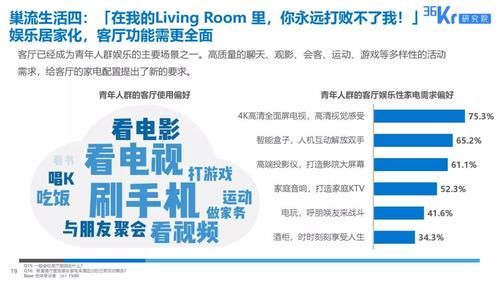 巢流生活四：「在我的Living Room 里，你永远打败不了我！」
娱乐居家化，客厅功能需更全面
36Kr
研究院
客厅已经成为青年人群娱乐的主要场景之一。高质量的聊天、观影、会客、运动、游戏等多样性的活动
需求，给客厅的家电配置提出了新的要求。
青年人群的客厅使用偏好
看电影
看书
看电视
唱K
打游戏
吃饭
刷手机
运动
做家务
与朋友聚会
看视频
青年人群的客厅娱乐性家电需求偏好
4K高清全面屏电视，高清视觉感受
75.3%
智能盒子，人机互动解放双手
65.2%
高端投影仪，打造影院大屏幕
61.1%
家庭音响，打造家庭KTV
52.3%
电玩，呼朋唤友来战斗
41.6%
酒柜，时时刻刻享受人生
34.3%
19